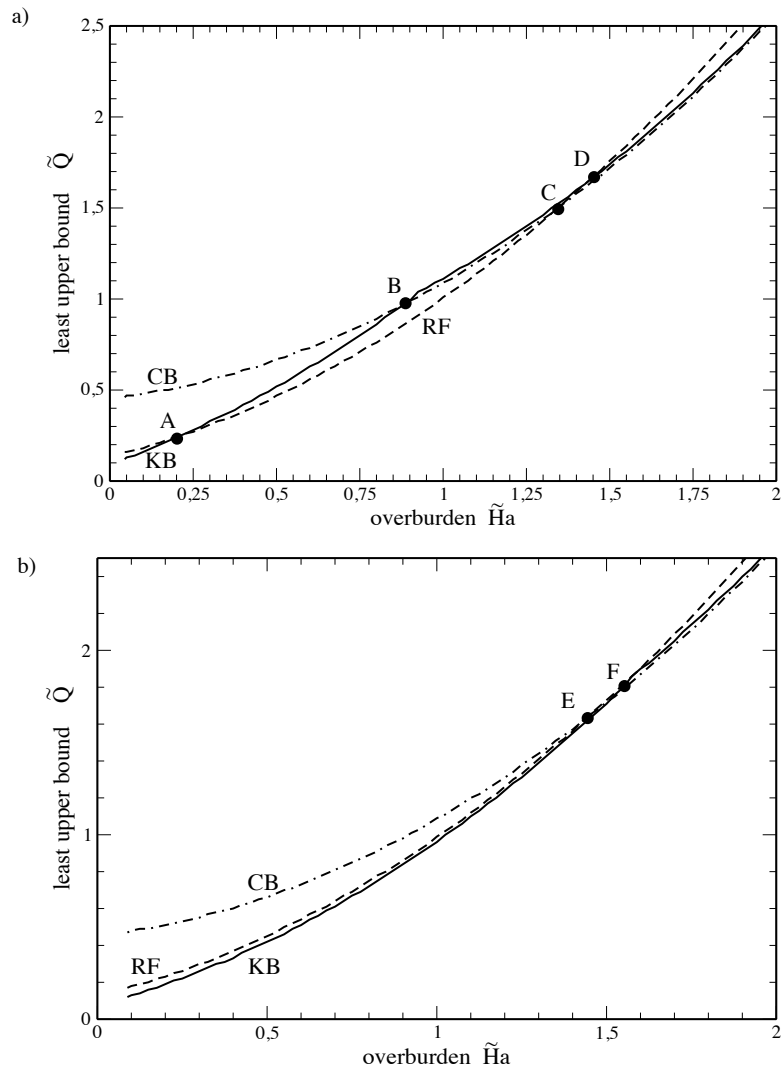 a)
2,5
2
1,5
1
0,5
0
least upper bound Q̃
CB
A
KB
B
RF
C
D
0 0,25 0,5 0,75 1 1,25 1,5 1,75 2
overburden H̃a
b)
2
1
0
least upper bound Q̃
CB
RF
KB
E
F
0 0,5 1 1,5 2
overburden H̃a